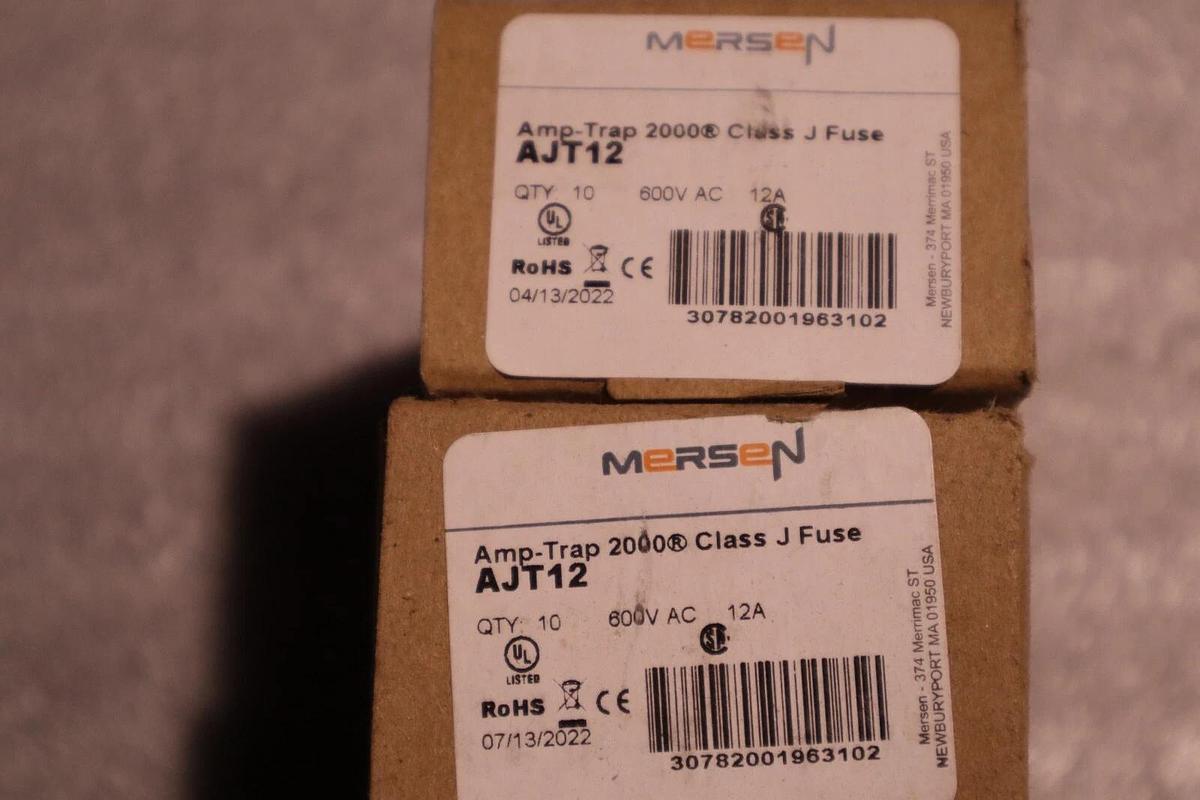 MERSEN
Amp-Trap 2000® Class J Fuse
AJT12
QTY: 10 600V AC 12A
UL
LISTED
RoHS CE
04/13/2022
30782001963102
Mersen - 374 Merrimac ST
NEWBURYPORT MA 01950 USA
MERSEN
Amp-Trap 2000® Class J Fuse
AJT12
QTY: 10 600V AC 12A
UL
LISTED
RoHS CE
07/13/2022
30782001963102
Mersen - 374 Merrimac ST
NEWBURYPORT MA 01950 USA